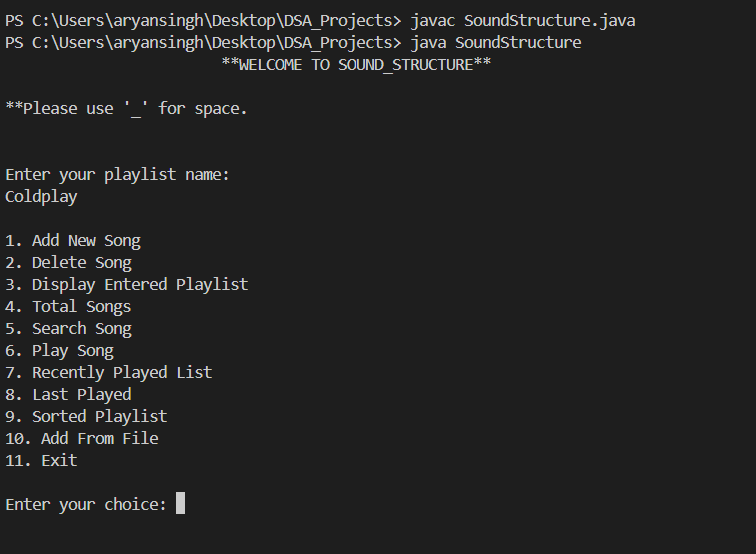 PS C:\Users\aryansingh\Desktop\DSA_Projects> javac SoundStructure.java
PS C:\Users\aryansingh\Desktop\DSA_Projects> java SoundStructure
**WELCOME TO SOUND_STRUCTURE**
**Please use '_' for space.
Enter your playlist name:
Coldplay
1. Add New Song
2. Delete Song
3. Display Entered Playlist
4. Total Songs
5. Search Song
6. Play Song
7. Recently Played List
8. Last Played
9. Sorted Playlist
10. Add From File
11. Exit
Enter your choice: